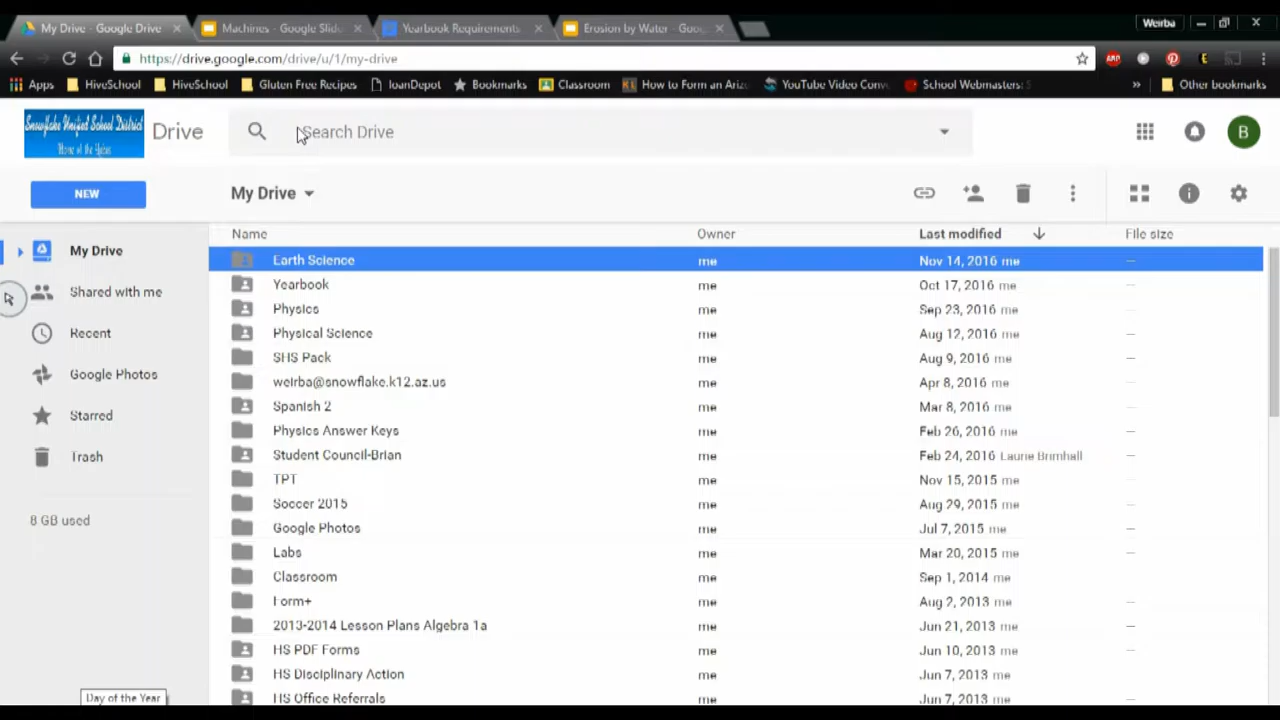 My Drive - Google Drive
Machines - Google Slid
Yearbook Requirements
Erosion by Water - Goo
Weirba
https://drive.google.com/drive/u/1/my-drive
ABP
Apps HiveSchool HiveSchool Gluten Free Recipes loanDepot Bookmarks Classroom How to Form an Ariz YouTube Video Conv School Webmasters: » Other bookmarks
Snowflake Unified School District
Home of the Lobos
Drive
Search Drive
B
NEW
My Drive
Name Owner Last modified File size
My Drive
Shared with me
Recent
Google Photos
Starred
Trash
8 GB used
Earth Science me Nov 14, 2016 me —
Yearbook me Oct 17, 2016 me —
Physics me Sep 23, 2016 me —
Physical Science me Aug 12, 2016 me —
SHS Pack me Aug 9, 2016 me —
weirba@snowflake.k12.az.us me Apr 8, 2016 me —
Spanish 2 me Mar 8, 2016 me —
Physics Answer Keys me Feb 26, 2016 me —
Student Council-Brian me Feb 24, 2016 Laurie Brimhall —
TPT me Nov 15, 2015 me —
Soccer 2015 me Aug 29, 2015 me —
Google Photos me Jul 7, 2015 me —
Labs me Mar 20, 2015 me —
Classroom me Sep 1, 2014 me —
Form+ me Aug 2, 2013 me —
2013-2014 Lesson Plans Algebra 1a me Jun 21, 2013 me —
HS PDF Forms me Jun 10, 2013 me —
HS Disciplinary Action me Jun 7, 2013 me —
HS Office Referrals me Jun 7, 2013 me —
Day of the Year